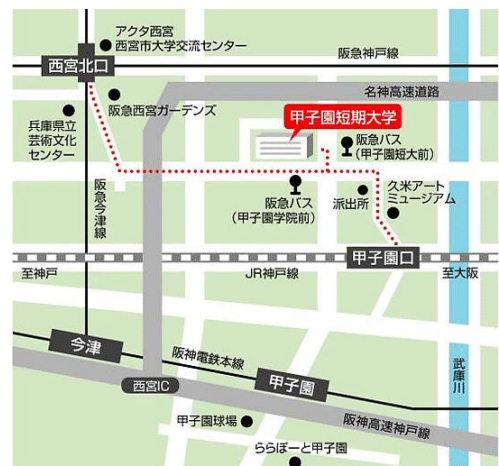 アクタ西宮
西宮市大学交流センター
西宮北口
阪急神戸線
名神高速道路
阪急西宮ガーデンズ
兵庫県立
芸術文化
センター
甲子園短期大学
阪急バス
(甲子園短大前)
阪急今津線
阪急バス
(甲子園学院前)
派出所
久米アート
ミュージアム
甲子園口
至神戸
JR神戸線
至大阪
今津
阪神電鉄本線
西宮IC
甲子園
武庫川
甲子園球場
阪神高速神戸線
ららぽーと甲子園